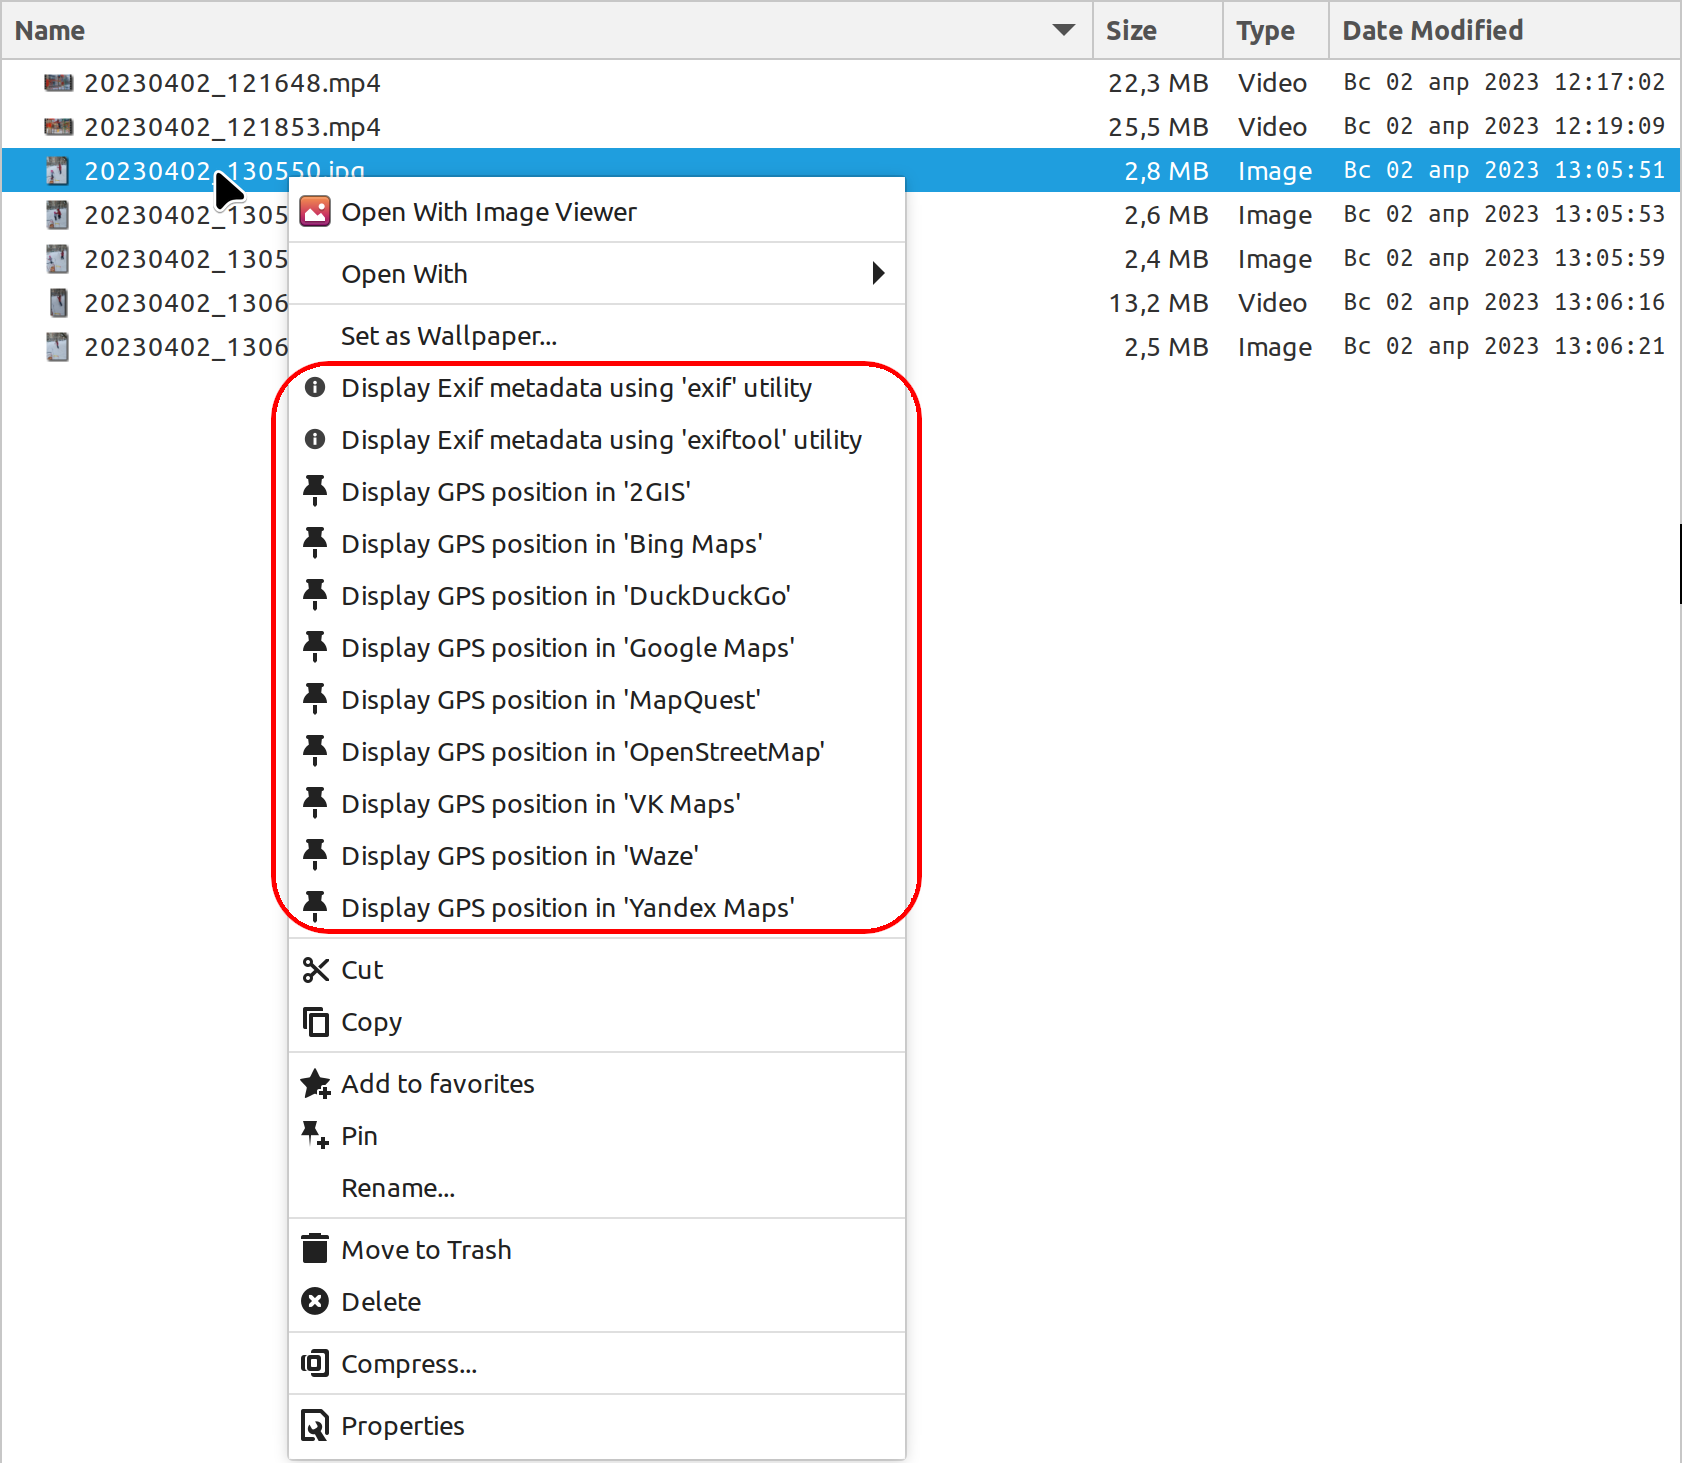 Name Size Type Date Modified
20230402_121648.mp4 22,3 MB Video Вс 02 апр 2023 12:17:02
20230402_121853.mp4 25,5 MB Video Вс 02 апр 2023 12:19:09
20230402_130550.jpg 2,8 MB Image Вс 02 апр 2023 13:05:51
20230402_1305 2,6 MB Image Вс 02 апр 2023 13:05:53
20230402_1305 2,4 MB Image Вс 02 апр 2023 13:05:59
20230402_1306 13,2 MB Video Вс 02 апр 2023 13:06:16
20230402_1306 2,5 MB Image Вс 02 апр 2023 13:06:21
Open With Image Viewer
Open With
Set as Wallpaper...
Display Exif metadata using 'exif' utility
Display Exif metadata using 'exiftool' utility
Display GPS position in '2GIS'
Display GPS position in 'Bing Maps'
Display GPS position in 'DuckDuckGo'
Display GPS position in 'Google Maps'
Display GPS position in 'MapQuest'
Display GPS position in 'OpenStreetMap'
Display GPS position in 'VK Maps'
Display GPS position in 'Waze'
Display GPS position in 'Yandex Maps'
Cut
Copy
Add to favorites
Pin
Rename...
Move to Trash
Delete
Compress...
Properties